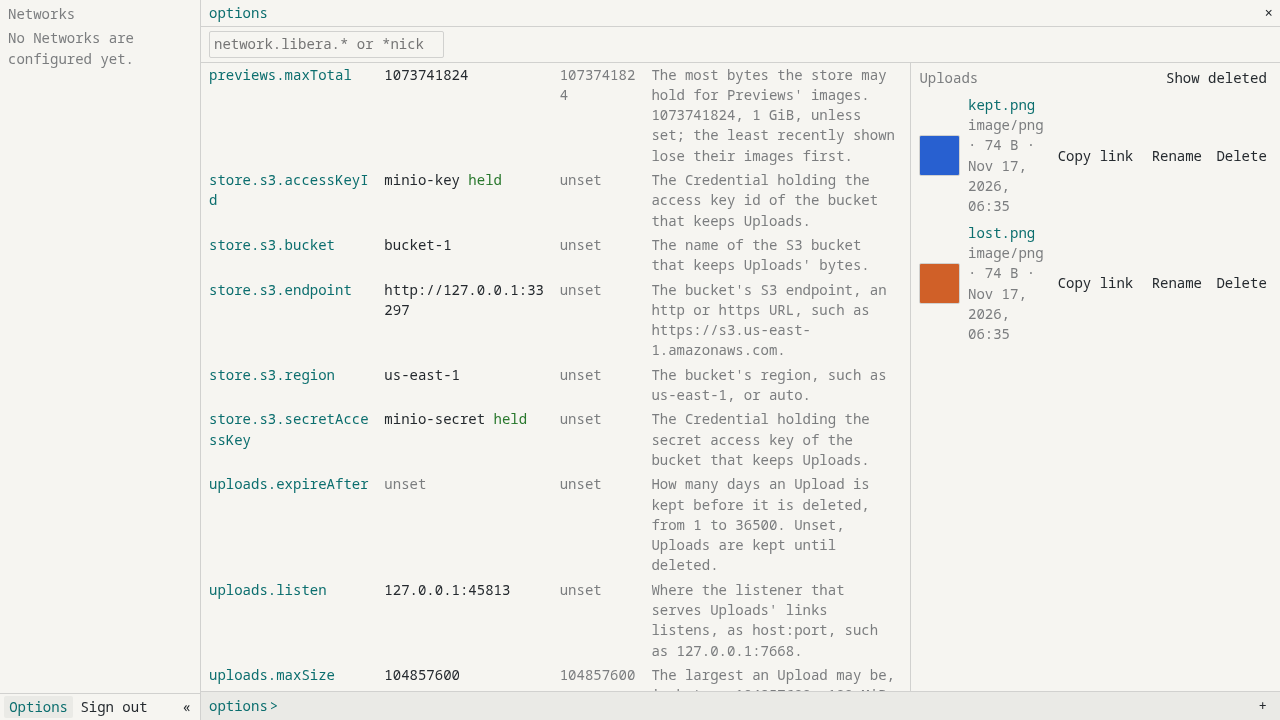 Networks
No Networks are
configured yet.
options
×
network.libera.* or *nick
previews.maxTotal 1073741824 107374182 The most bytes the store may
4 hold for Previews' images.
1073741824, 1 GiB, unless
set; the least recently shown
lose their images first.
store.s3.accessKeyI minio-key held unset The Credential holding the
d access key id of the bucket
that keeps Uploads.
store.s3.bucket bucket-1 unset The name of the S3 bucket
that keeps Uploads' bytes.
store.s3.endpoint http://127.0.0.1:33 unset The bucket's S3 endpoint, an
297 http or https URL, such as
https://s3.us-east-
1.amazonaws.com.
store.s3.region us-east-1 unset The bucket's region, such as
us-east-1, or auto.
store.s3.secretAcce minio-secret held unset The Credential holding the
ssKey secret access key of the
bucket that keeps Uploads.
uploads.expireAfter unset unset How many days an Upload is
kept before it is deleted,
from 1 to 36500. Unset,
Uploads are kept until
deleted.
uploads.listen 127.0.0.1:45813 unset Where the listener that
serves Uploads' links
listens, as host:port, such
as 127.0.0.1:7668.
uploads.maxSize 104857600 104857600 The largest an Upload may be,
Uploads Show deleted
kept.png
image/png
· 74 B ·
Nov 17,
2026,
06:35
Copy link Rename Delete
lost.png
image/png
· 74 B ·
Nov 17,
2026,
06:35
Copy link Rename Delete
Options Sign out «
options> +